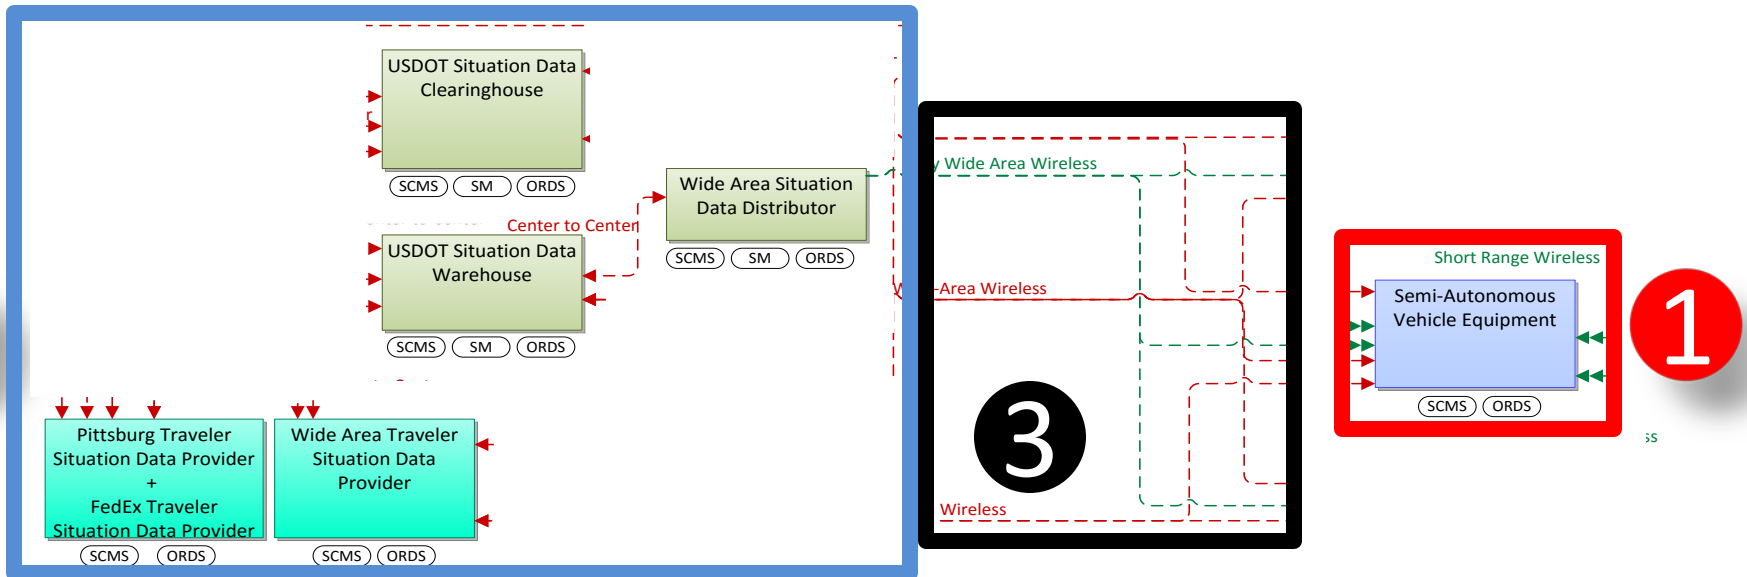 USDOT Situation Data
Clearinghouse
SCMS
SM
ORDS
Center to Center
USDOT Situation Data
Warehouse
SCMS
SM
ORDS
Wide Area Situation
Data Distributor
SCMS
SM
ORDS
Pittsburg Traveler
Situation Data Provider
+
FedEx Traveler
Situation Data Provider
SCMS
ORDS
Wide Area Traveler
Situation Data
Provider
SCMS
ORDS
y Wide Area Wireless
-Area Wireless
3
Wireless
Short Range Wireless
Semi-Autonomous
Vehicle Equipment
SCMS
ORDS
1
ss